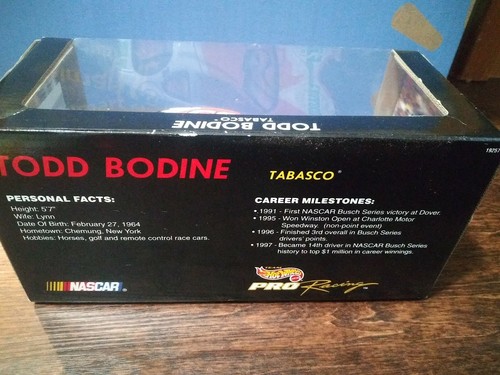 TODD BODINE
TABASCO®
19257
TODD BODINE
TABASCO®
PERSONAL FACTS:
Height: 5'7"
Wife: Lynn
Date Of Birth: February 27, 1964
Hometown: Chemung, New York
Hobbies: Horses, golf and remote control race cars.
CAREER MILESTONES:
• 1991 - First NASCAR Busch Series victory at Dover.
• 1995 - Won Winston Open at Charlotte Motor
Speedway. (non-point event)
• 1996 - Finished 3rd overall in Busch Series
drivers' points.
• 1997 - Became 14th driver in NASCAR Busch Series
history to top $1 million in career winnings.
NASCAR®
Hot Wheels
PRO Racing™